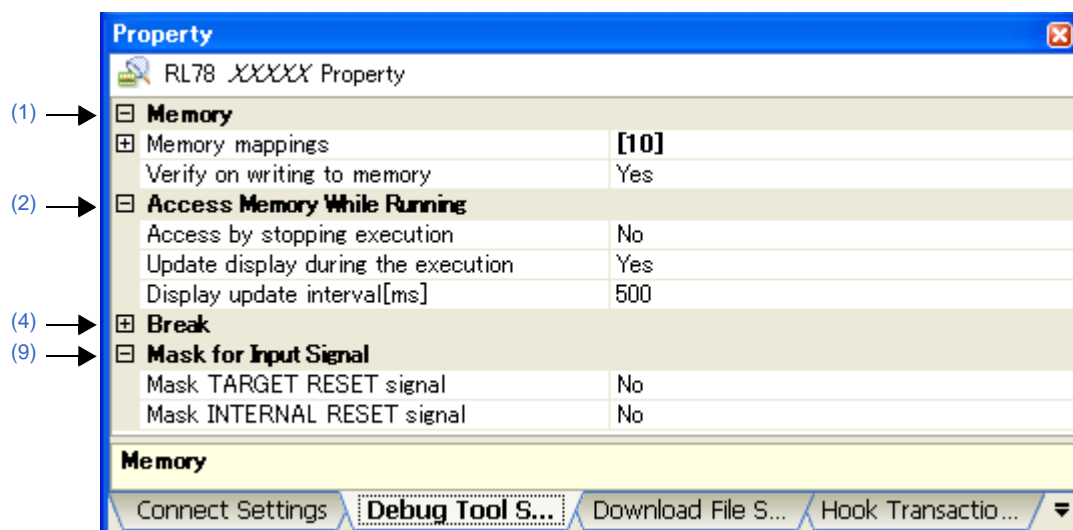 Property
RL78 XXXXX Property
(1) Memory
Memory mappings [10]
Verify on writing to memory Yes
(2) Access Memory While Running
Access by stopping execution No
Update display during the execution Yes
Display update interval[ms] 500
(4) Break
(9) Mask for Input Signal
Mask TARGET RESET signal No
Mask INTERNAL RESET signal No
Memory
Connect Settings Debug Tool S... Download File S... Hook Transactio...